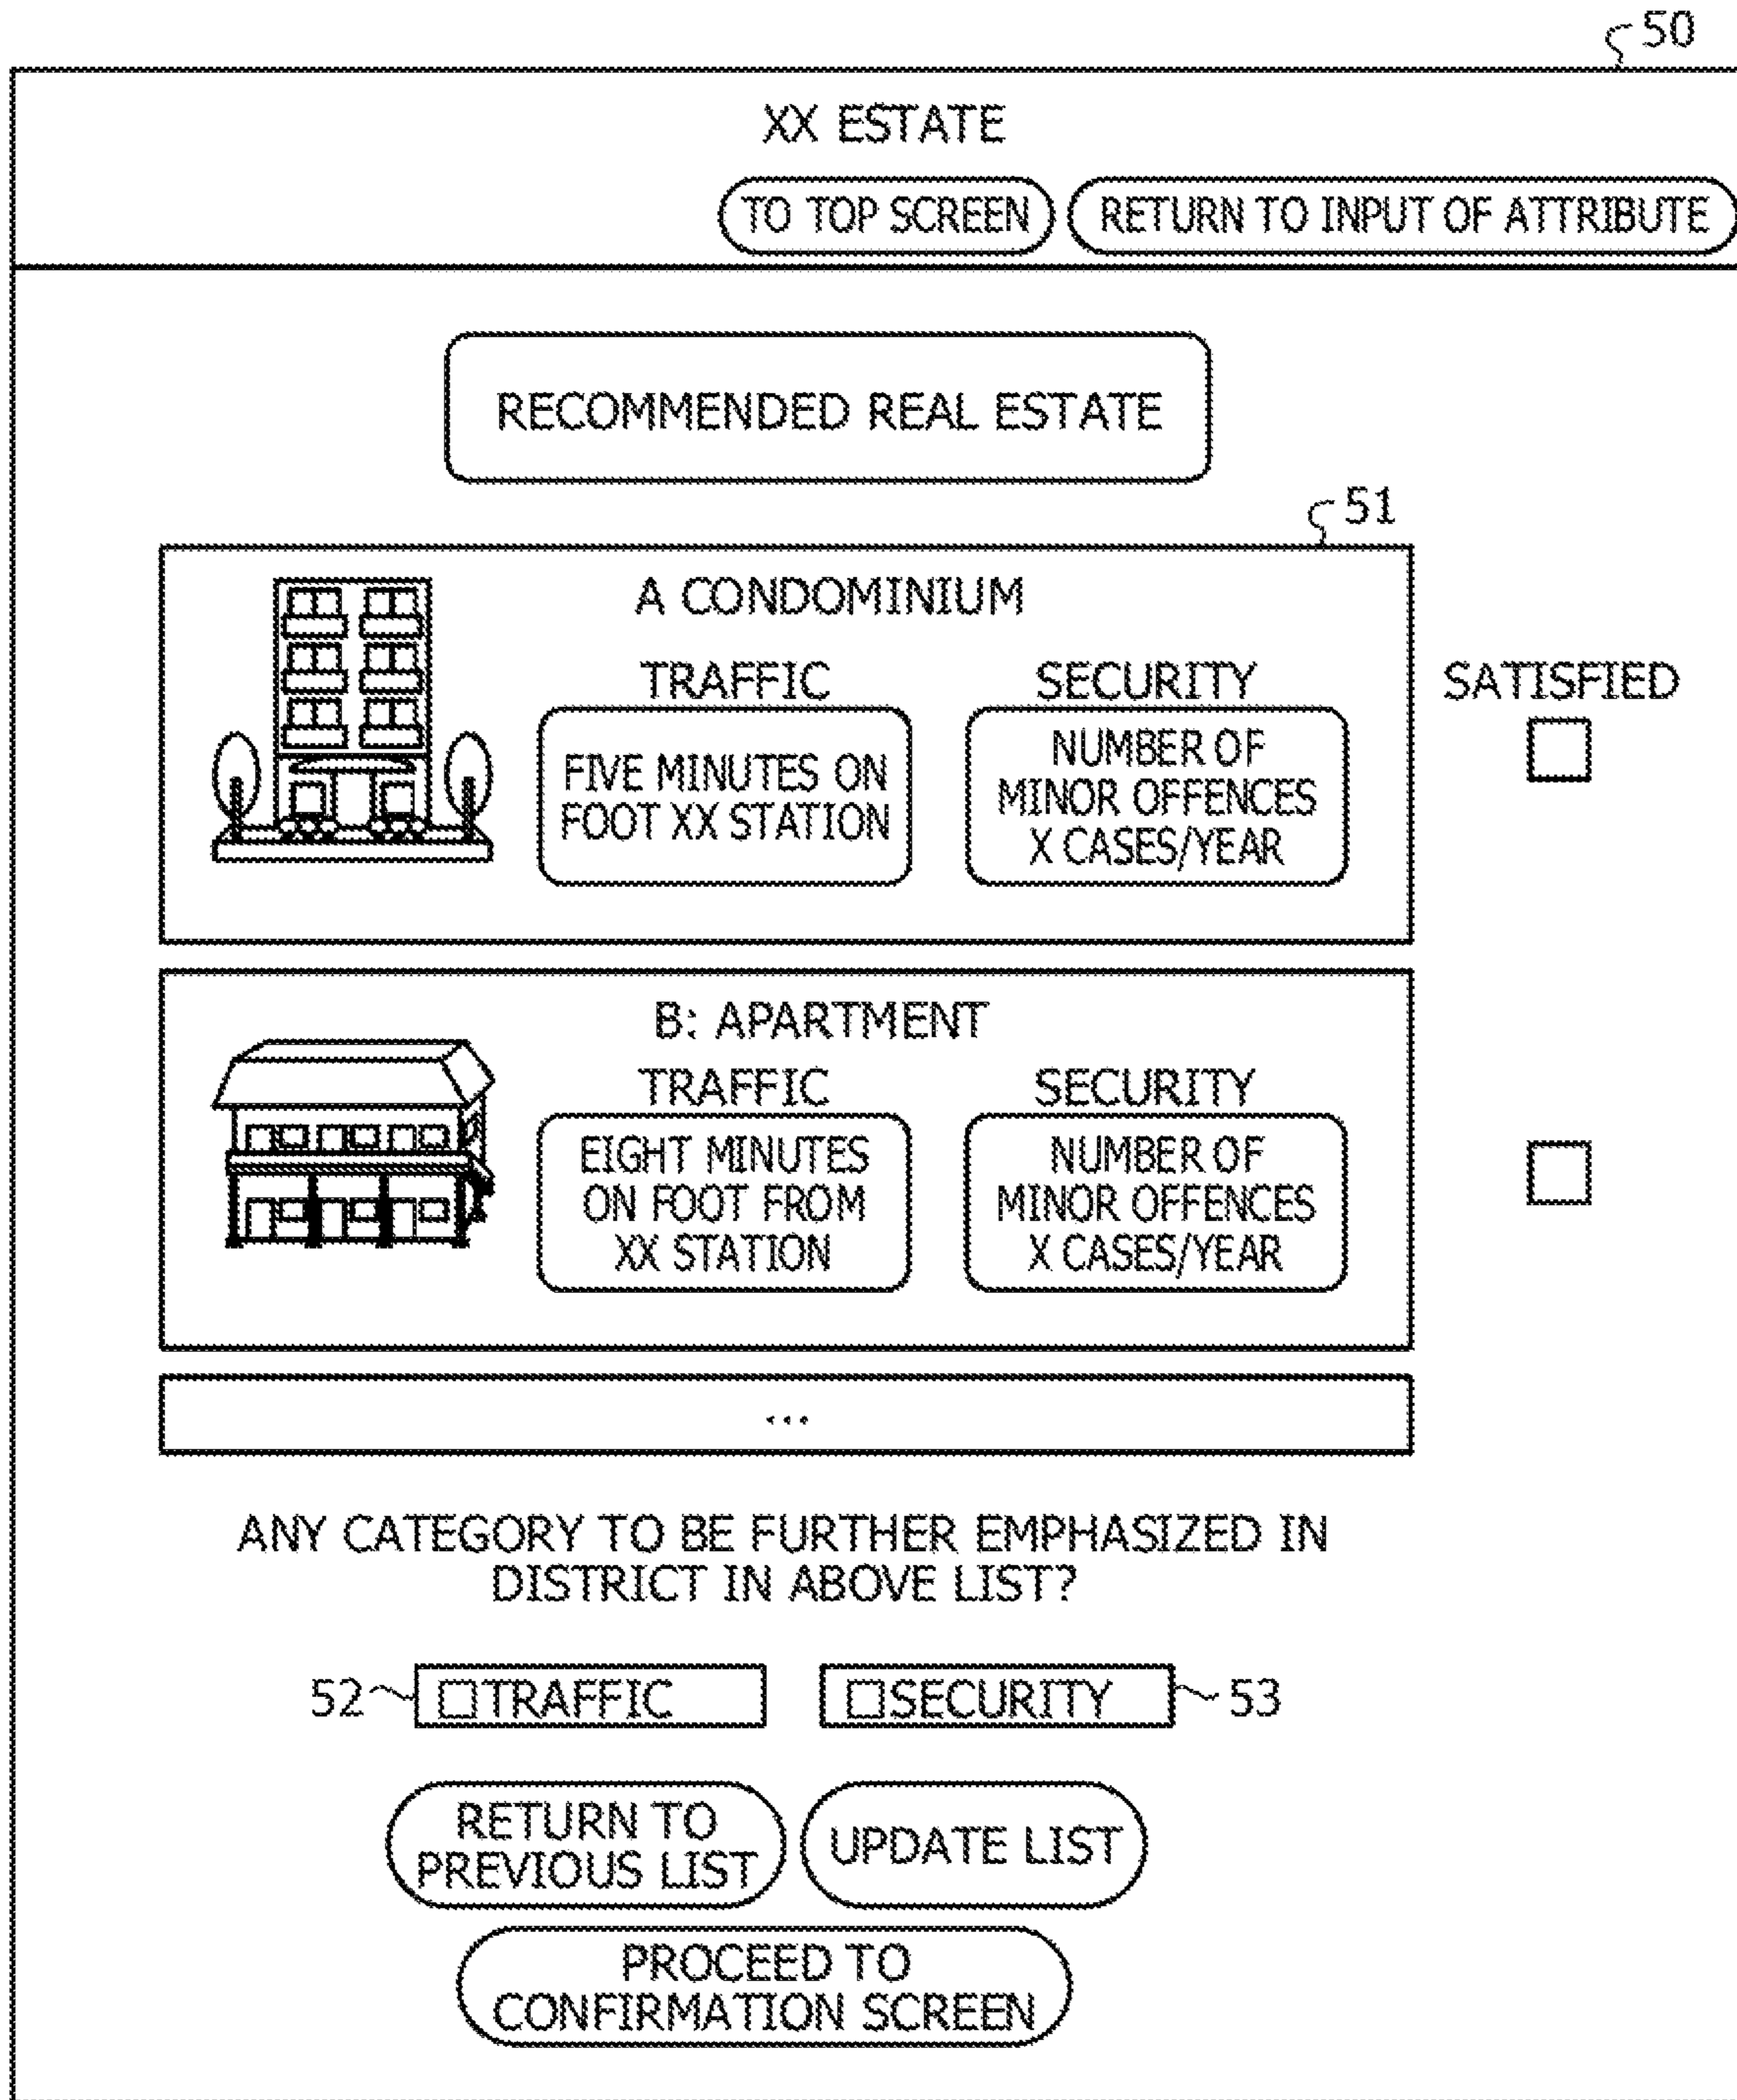 50
XX ESTATE
TO TOP SCREEN
RETURN TO INPUT OF ATTRIBUTE
RECOMMENDED REAL ESTATE
51
A CONDOMINIUM
TRAFFIC
FIVE MINUTES ON
FOOT XX STATION
SECURITY
NUMBER OF
MINOR OFFENCES
X CASES/YEAR
SATISFIED
B: APARTMENT
TRAFFIC
EIGHT MINUTES
ON FOOT FROM
XX STATION
SECURITY
NUMBER OF
MINOR OFFENCES
X CASES/YEAR
...
ANY CATEGORY TO BE FURTHER EMPHASIZED IN
DISTRICT IN ABOVE LIST?
52
TRAFFIC
SECURITY
53
RETURN TO
PREVIOUS LIST
UPDATE LIST
PROCEED TO
CONFIRMATION SCREEN